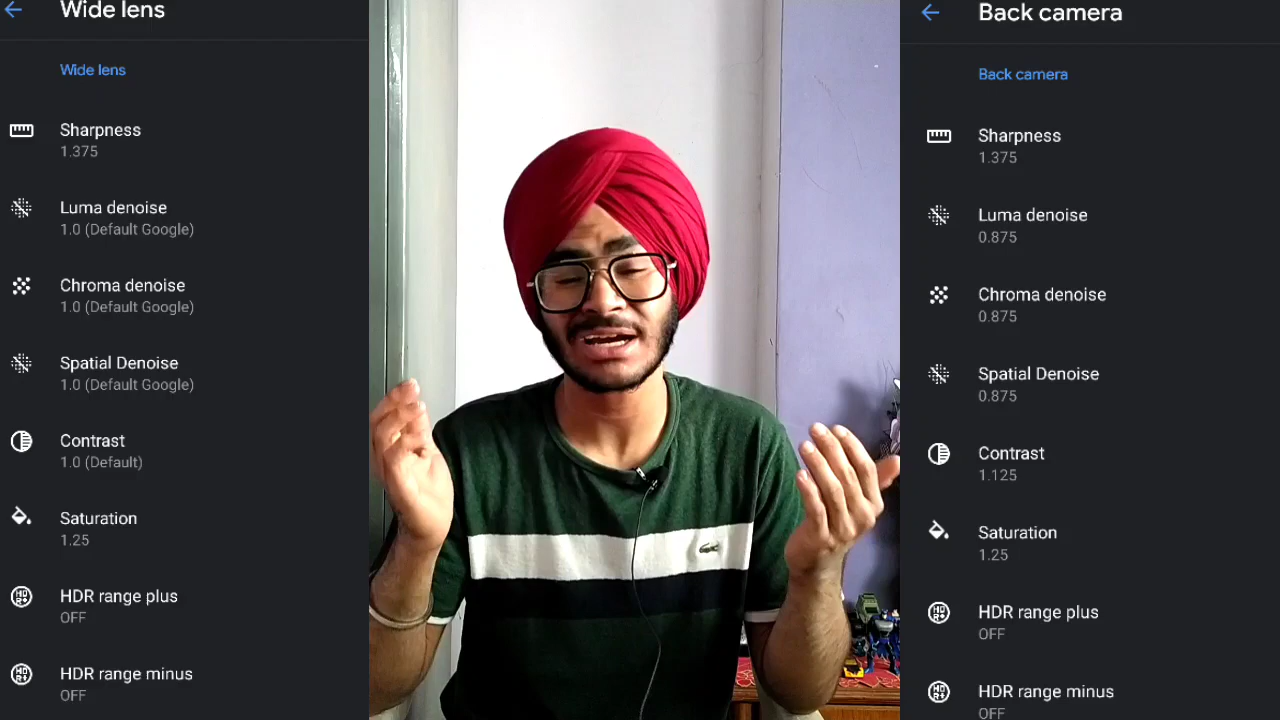 Wide lens
Wide lens
Sharpness
1.375
Luma denoise
1.0 (Default Google)
Chroma denoise
1.0 (Default Google)
Spatial Denoise
1.0 (Default Google)
Contrast
1.0 (Default)
Saturation
1.25
HDR range plus
OFF
HDR range minus
OFF
Back camera
Back camera
Sharpness
1.375
Luma denoise
0.875
Chroma denoise
0.875
Spatial Denoise
0.875
Contrast
1.125
Saturation
1.25
HDR range plus
OFF
HDR range minus
OFF